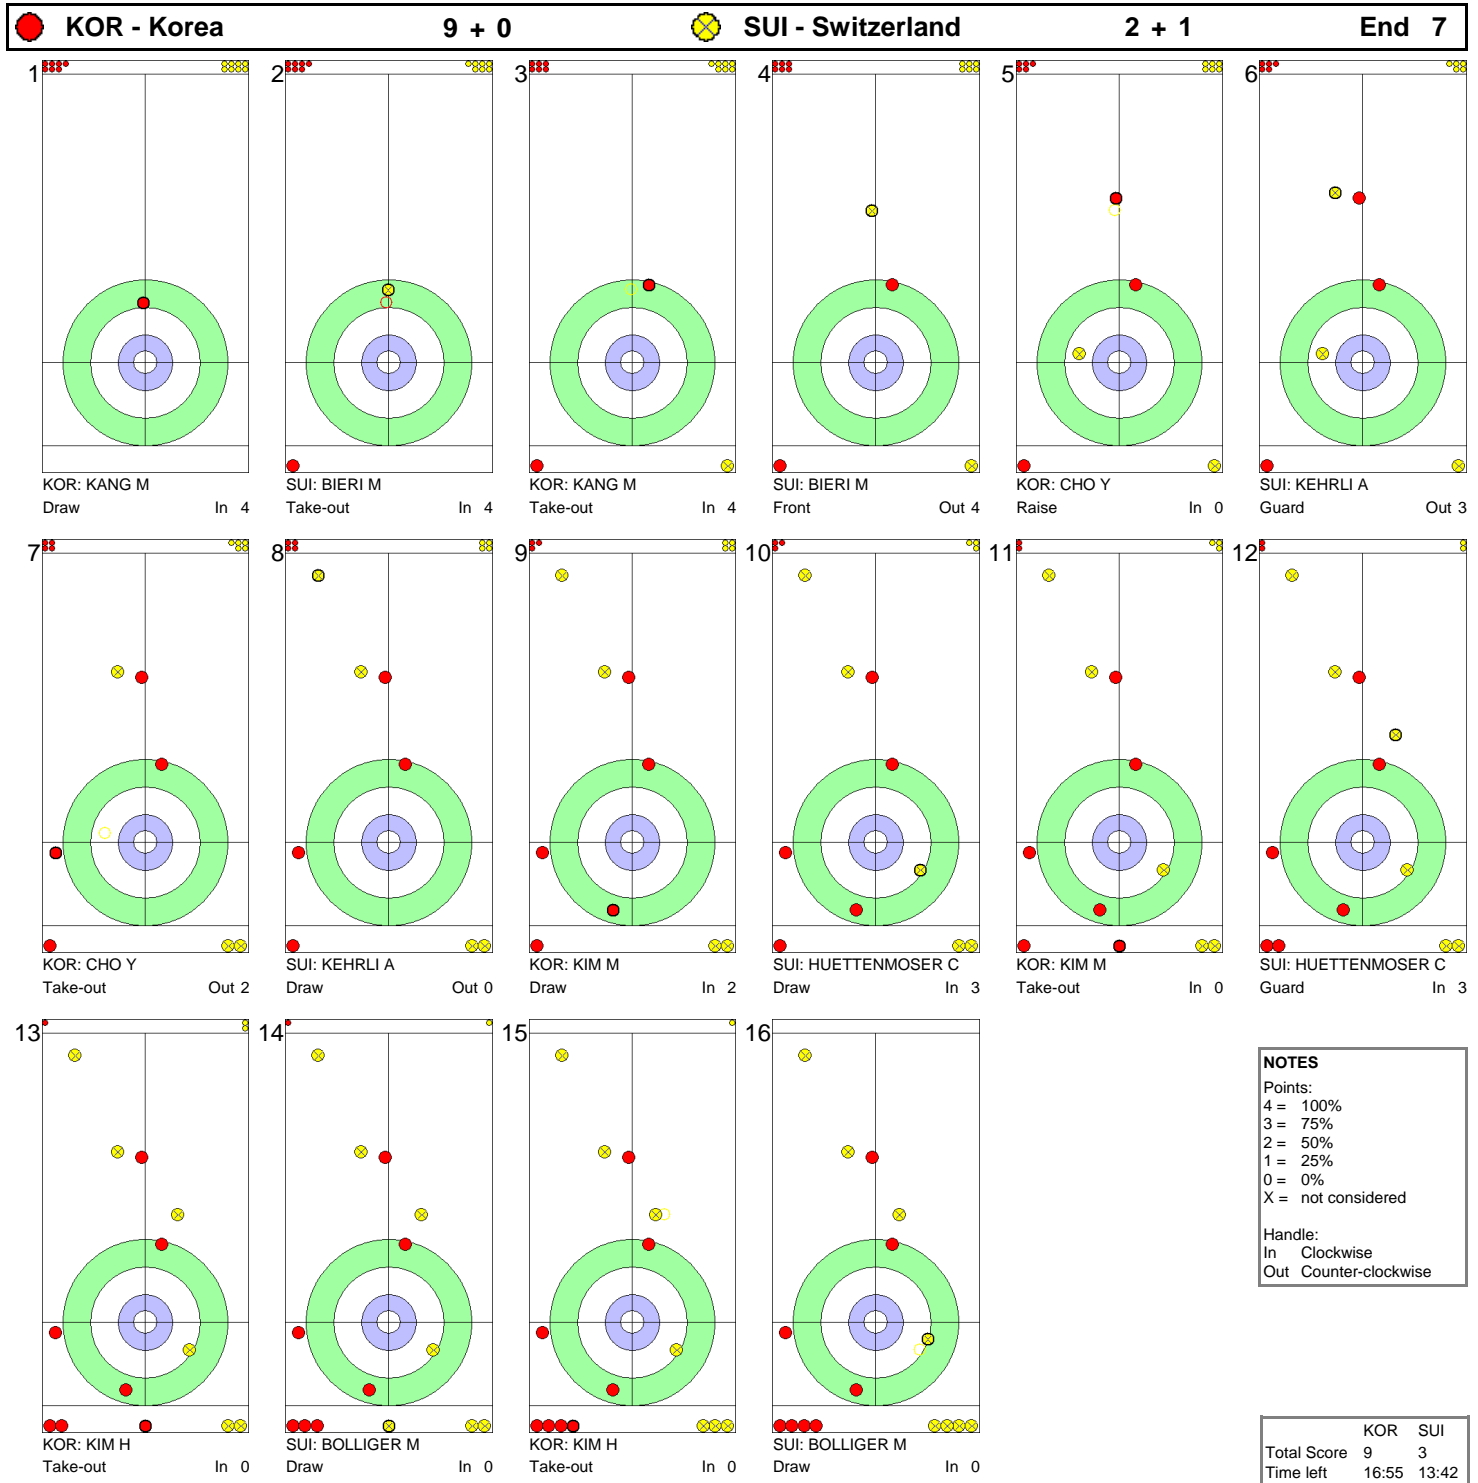 KOR - Korea 9 + 0 SUI - Switzerland 2 + 1 End 7
1 2 3 4 5 6
KOR: KANG M SUI: BIERI M KOR: KANG M SUI: BIERI M KOR: CHO Y SUI: KEHRLI A
Draw In 4 Take-out In 4 Take-out In 4 Front Out 4 Raise In 0 Guard Out 3
7 8 9 10 11 12
KOR: CHO Y SUI: KEHRLI A KOR: KIM M SUI: HUETTENMOSER C KOR: KIM M SUI: HUETTENMOSER C
Take-out Out 2 Draw Out 0 Draw In 2 Draw In 3 Take-out In 0 Guard In 3
13 14 15 16
KOR: KIM H SUI: BOLLIGER M KOR: KIM H SUI: BOLLIGER M
Take-out In 0 Draw In 0 Take-out In 0 Draw In 0
NOTES
Points:
4 = 100%
3 = 75%
2 = 50%
1 = 25%
0 = 0%
X = not considered
Handle:
In Clockwise
Out Counter-clockwise
KOR SUI
Total Score 9 3
Time left 16:55 13:42